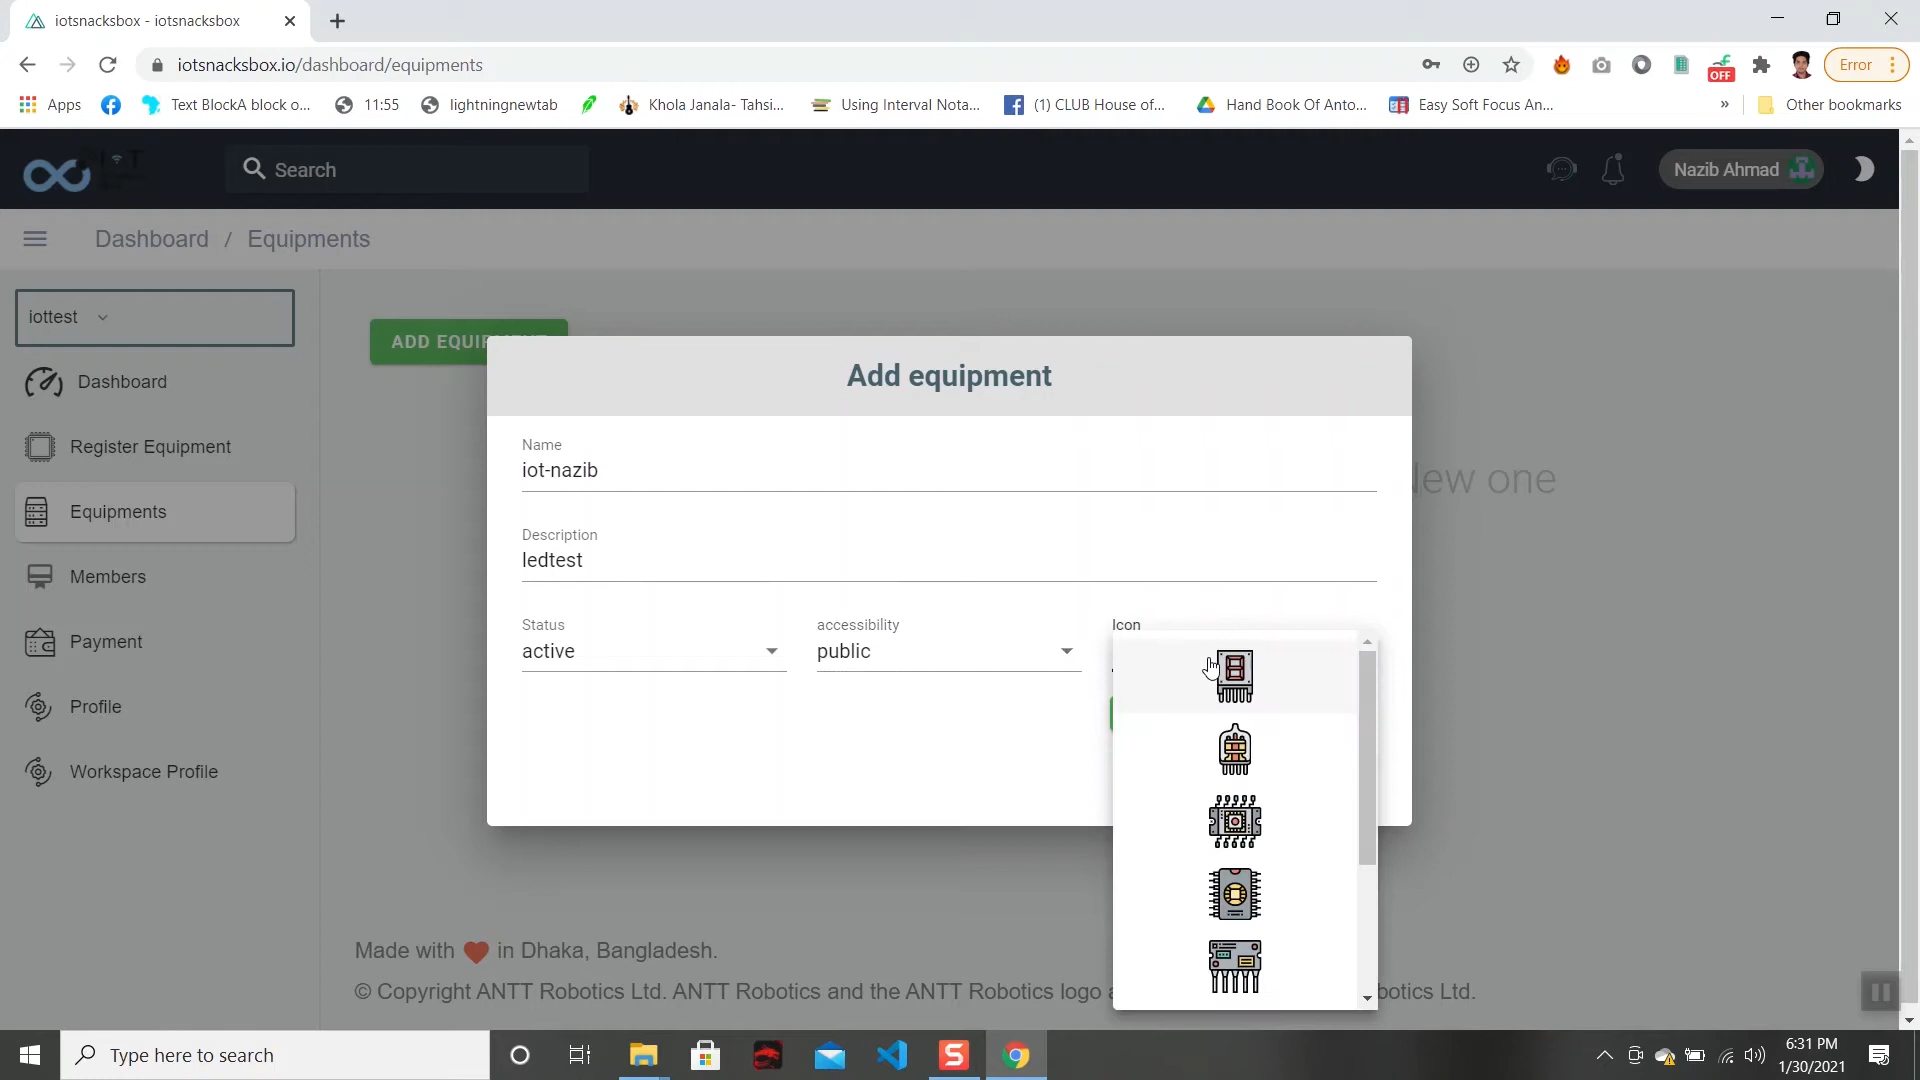 iotsnacksbox - iotsnacksbox
iotsnacksbox.io/dashboard/equipments
Error
OFF
Apps
Text BlockA block o...
11:55
lightningnewtab
Khola Janala- Tahsi...
Using Interval Nota...
(1) CLUB House of...
Hand Book Of Anto...
Easy Soft Focus An...
»
Other bookmarks
Search
Nazib Ahmad
Dashboard / Equipments
iottest
Dashboard
Register Equipment
Equipments
Members
Payment
Profile
Workspace Profile
ADD EQUI
New one
Add equipment
Name
iot-nazib
Description
ledtest
Status
active
accessibility
public
Icon
Made with ❤ in Dhaka, Bangladesh.
© Copyright ANTT Robotics Ltd. ANTT Robotics and the ANTT Robotics logo a botics Ltd.
Type here to search
6:31 PM
1/30/2021